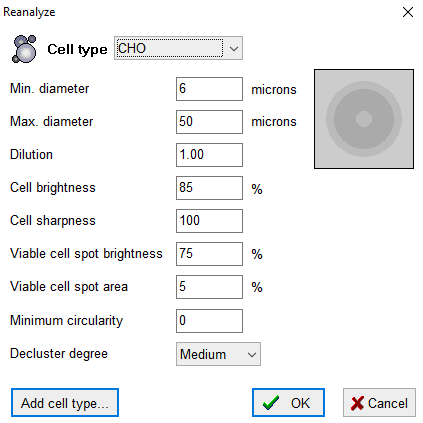 Reanalyze
Cell type CHO
Min. diameter 6 microns
Max. diameter 50 microns
Dilution 1.00
Cell brightness 85 %
Cell sharpness 100
Viable cell spot brightness 75 %
Viable cell spot area 5 %
Minimum circularity 0
Decluster degree Medium
Add cell type... OK Cancel